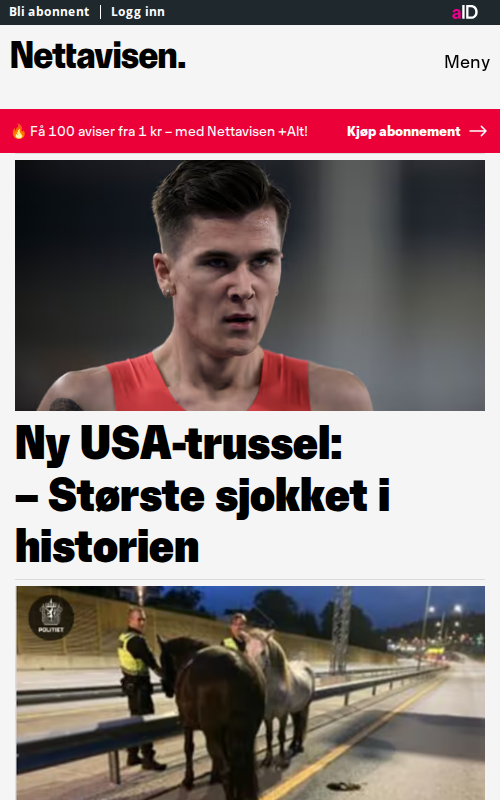 Bli abonnent
Logg inn
aID
Nettavisen.
Meny
🔥 Få 100 aviser fra 1 kr – med Nettavisen +Alt!
Kjøp abonnement →
Ny USA-trussel:
– Største sjokket i
historien
POLITIET